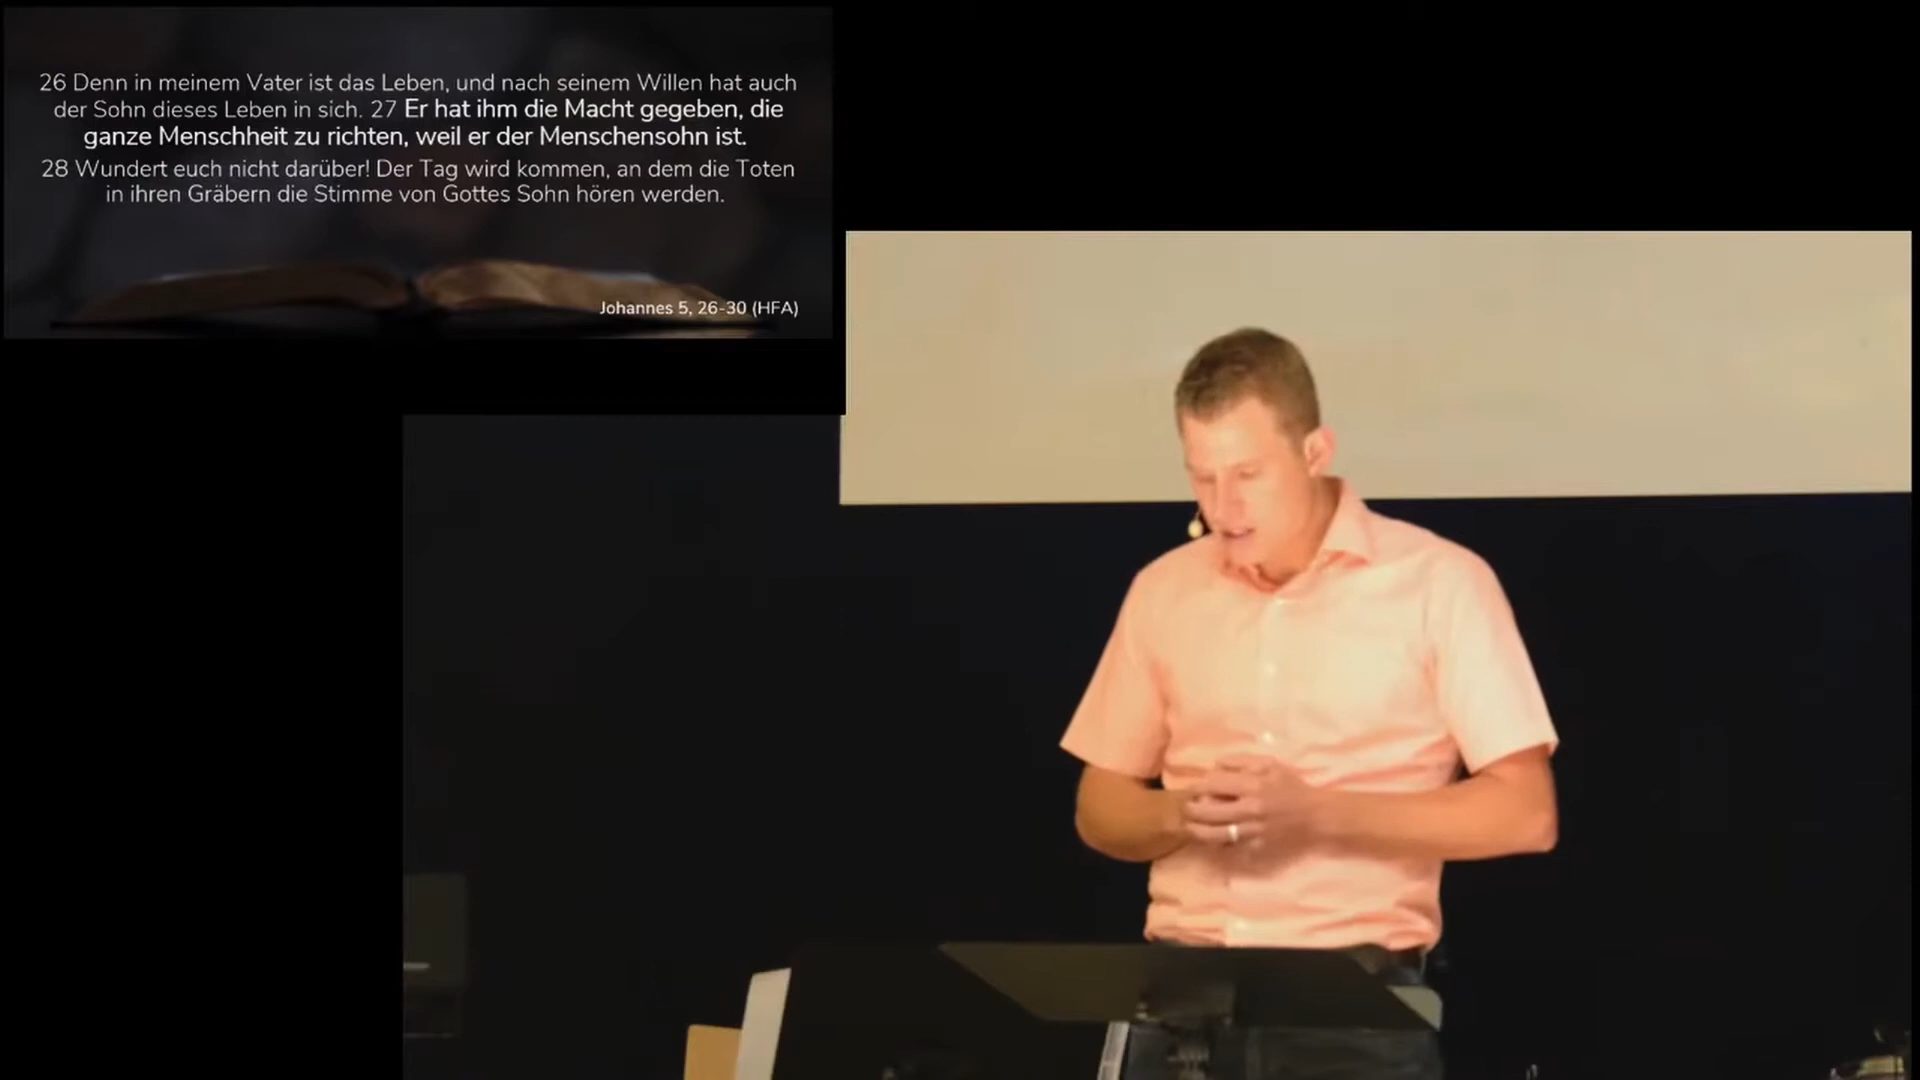 26 Denn in meinem Vater ist das Leben, und nach seinem Willen hat auch
der Sohn dieses Leben in sich. 27 Er hat ihm die Macht gegeben, die
ganze Menschheit zu richten, weil er der Menschensohn ist.
28 Wundert euch nicht darüber! Der Tag wird kommen, an dem die Toten
in ihren Gräbern die Stimme von Gottes Sohn hören werden.
Johannes 5, 26-30 (HFA)